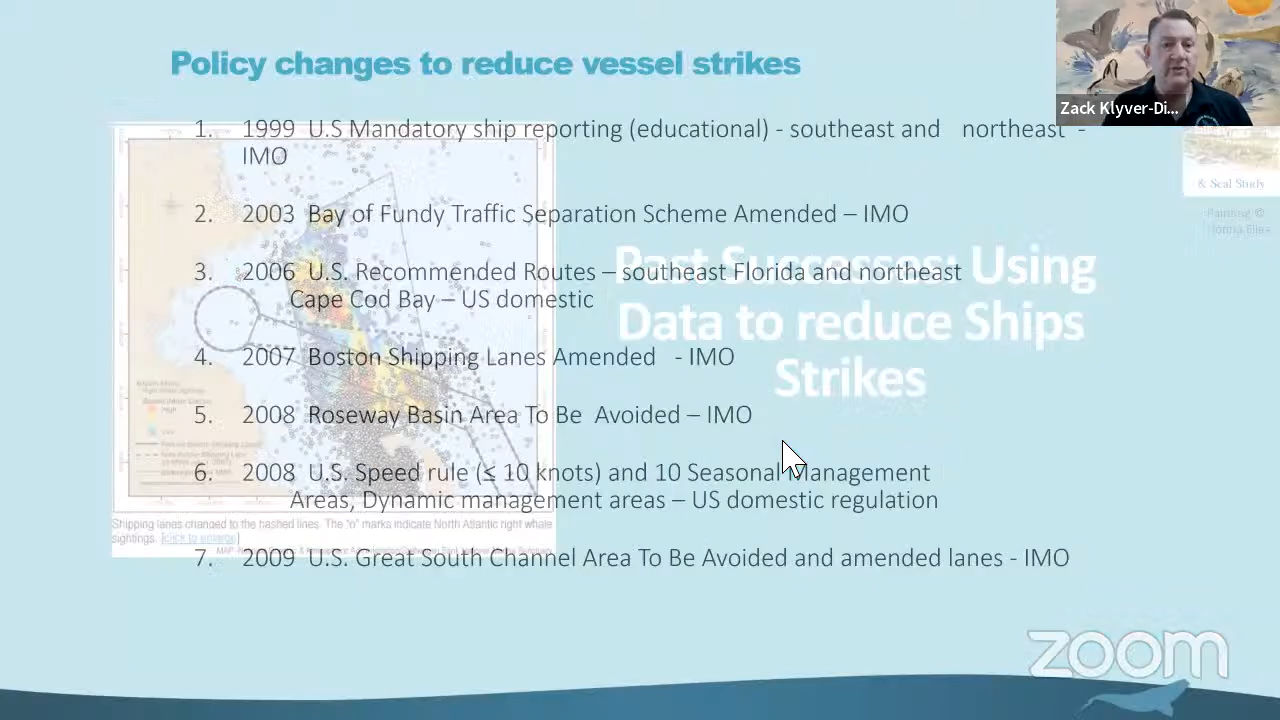 Policy changes to reduce vessel strikes
Zack Klyver-Di...
1. 1999 U.S Mandatory ship reporting (educational) - southeast and northeast -
IMO
& Seal Study
2. 2003 Bay of Fundy Traffic Separation Scheme Amended – IMO
Painting ©
Past Successes: Using
3. 2006 U.S. Recommended Routes – southeast Florida and northeast
Cape Cod Bay – US domestic
Data to reduce Ships
4. 2007 Boston Shipping Lanes Amended - IMO
Strikes
5. 2008 Roseway Basin Area To Be Avoided – IMO
6. 2008 U.S. Speed rule (≤ 10 knots) and 10 Seasonal Management
Areas, Dynamic management areas – US domestic regulation
Shipping lanes changed to the hashed lines. The "o" marks indicate North Atlantic right whale
sightings. [click to enlarge]
7. 2009 U.S. Great South Channel Area To Be Avoided and amended lanes - IMO
zoom